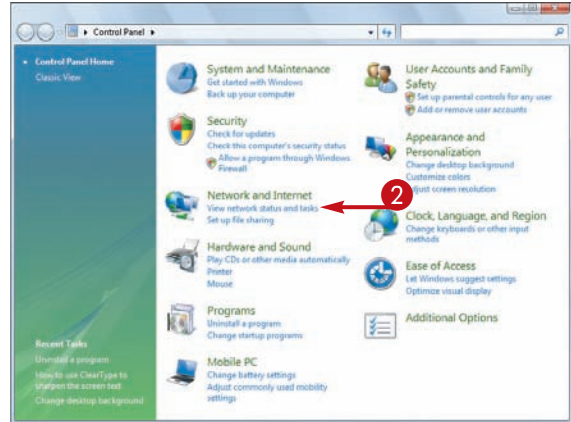 Control Panel
Control Panel Home
Classic View
System and Maintenance
Get started with Windows
Back up your computer
Security
Check for updates
Check this computer's security status
Allow a program through Windows
Firewall
Network and Internet
View network status and tasks
Set up file sharing
Hardware and Sound
Play CDs or other media automatically
Printer
Mouse
Programs
Uninstall a program
Change startup programs
Mobile PC
Change battery settings
Adjust commonly used mobility
settings
User Accounts and Family
Safety
Set up parental controls for any user
Add or remove user accounts
Appearance and
Personalization
Change desktop background
Customize colors
Adjust screen resolution
2
Clock, Language, and Region
Change keyboards or other input
methods
Ease of Access
Let Windows suggest settings
Optimize visual display
Additional Options
Recent Tasks
Uninstall a program
How to use ClearType to
sharpen the screen text
Change desktop background